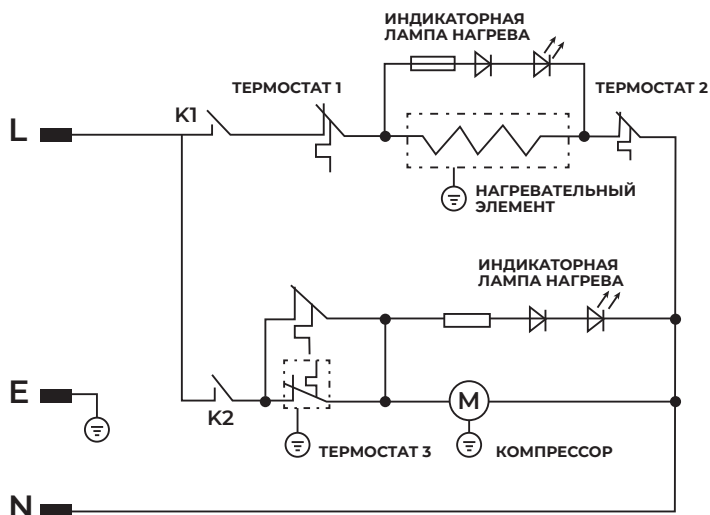 ИНДИКАТОРНАЯ
ЛАМПА НАГРЕВА
ТЕРМОСТАТ 1
ТЕРМОСТАТ 2
K1
L
НАГРЕВАТЕЛЬНЫЙ
ЭЛЕМЕНТ
ИНДИКАТОРНАЯ
ЛАМПА НАГРЕВА
E
K2
M
ТЕРМОСТАТ 3
КОМПРЕССОР
N